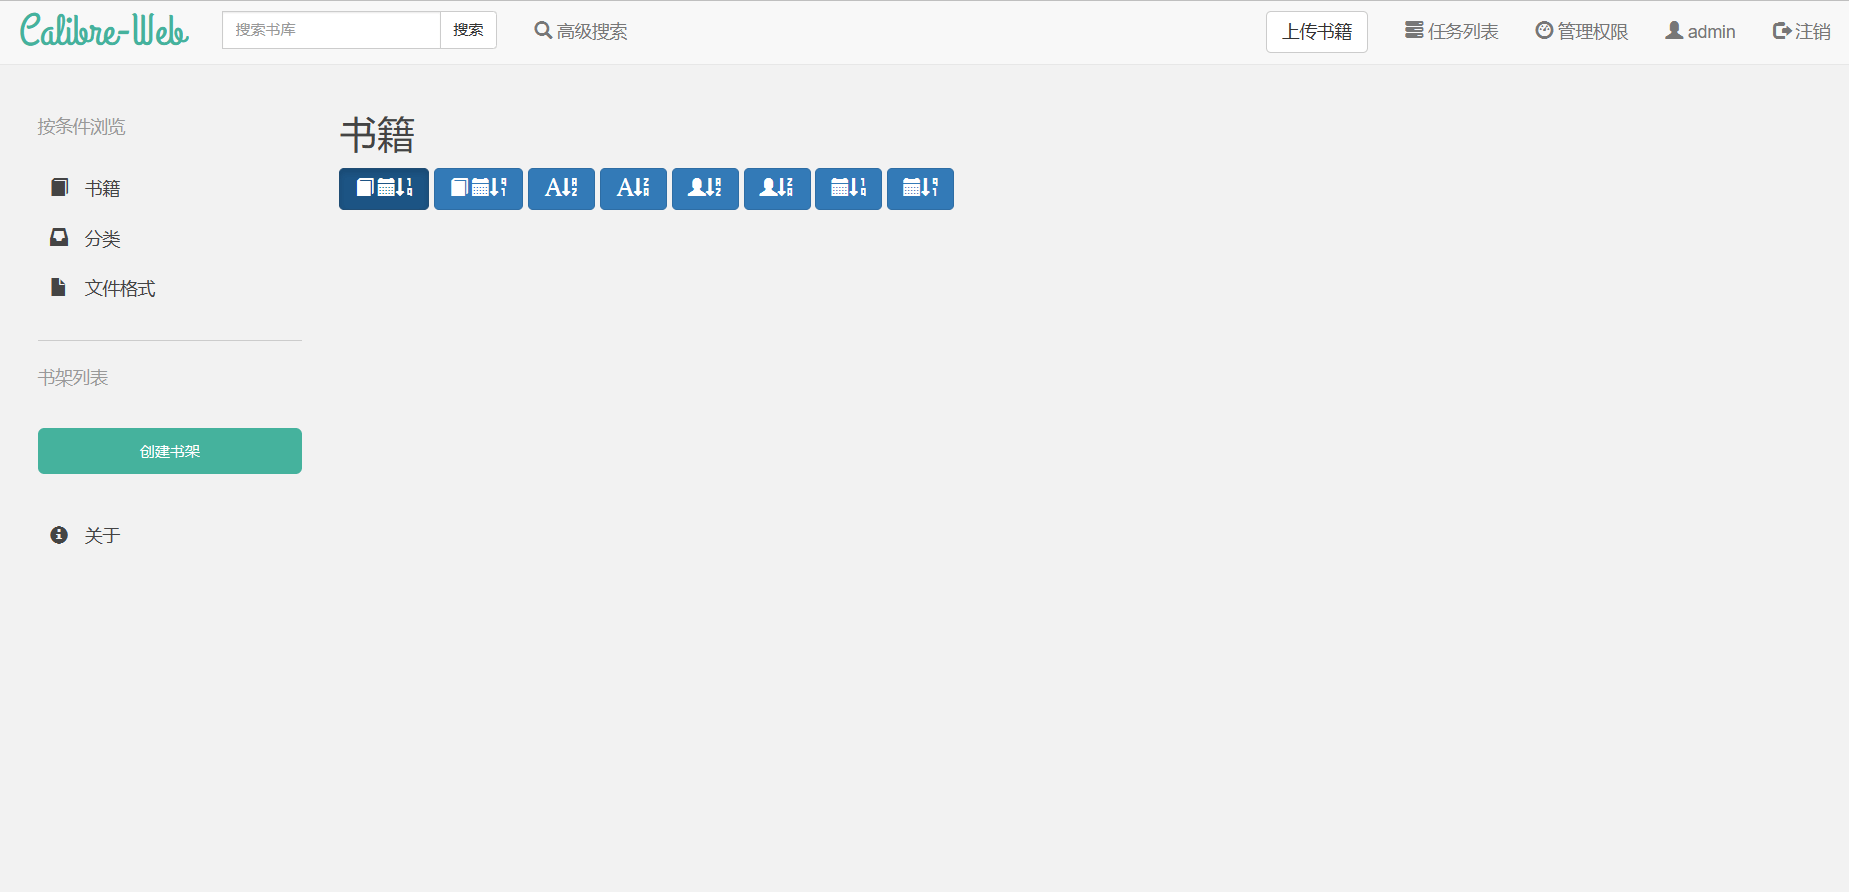 Calibre-Web
搜索书库
搜索
高级搜索
上传书籍
任务列表
管理权限
admin
注销
按条件浏览
书籍
分类
文件格式
书架列表
创建书架
关于
书籍